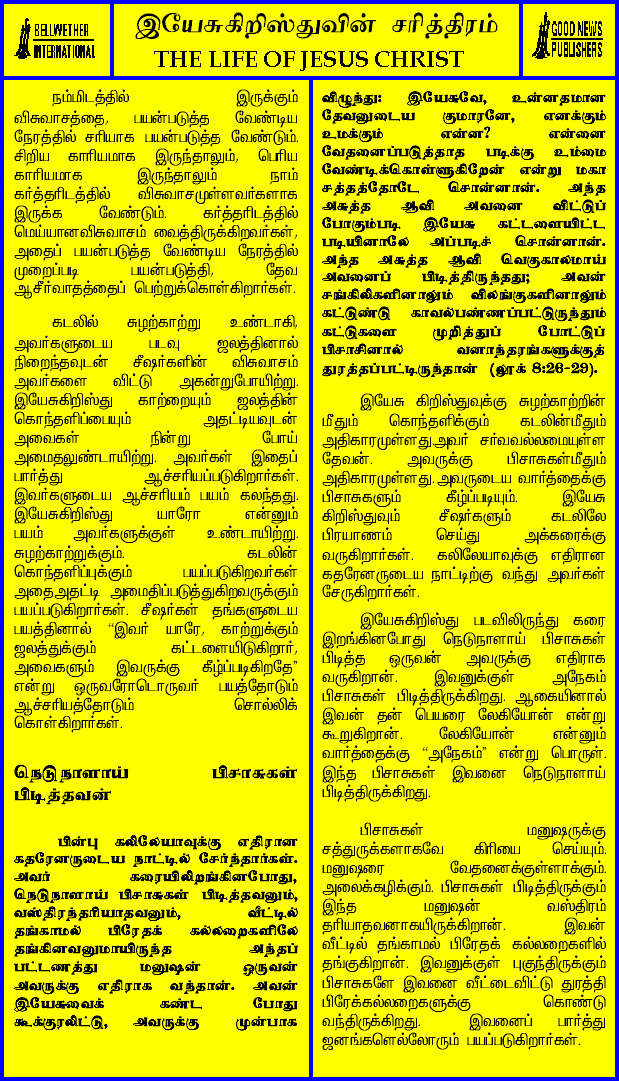 BELLWETHER
INTERNATIONAL
இயேசுகிறிஸ்துவின் சரித்திரம்
THE LIFE OF JESUS CHRIST
GOOD NEWS
PUBLISHERS
நம்மிடத்தில் இருக்கும்
விசுவாசத்தை, பயன்படுத்த வேண்டிய
நேரத்தில் சரியாக பயன்படுத்த வேண்டும்.
சிறிய காரியமாக இருந்தாலும், பெரிய
காரியமாக இருந்தாலும் நாம்
கர்த்தரிடத்தில் விசுவாசமுள்ளவர்களாக
இருக்க வேண்டும். கர்த்தரிடத்தில்
மெய்யானவிசுவாசம் வைத்திருக்கிறவர்கள்,
அதைப் பயன்படுத்த வேண்டிய நேரத்தில்
முறைப்படி பயன்படுத்தி, தேவ
ஆசீர்வாதத்தைப் பெற்றுக்கொள்கிறார்கள்.
கடலில் சுழற்காற்று உண்டாகி,
அவர்களுடைய படவு ஜலத்தினால்
நிறைந்தவுடன் சீஷர்களின் விசுவாசம்
அவர்களை விட்டு அகன்றுபோயிற்று.
இயேசுகிறிஸ்து காற்றையும் ஜலத்தின்
கொந்தளிப்பையும் அதட்டியவுடன்
அவைகள் நின்று போய்
அமைதலுண்டாயிற்று. அவர்கள் இதைப்
பார்த்து ஆச்சரியப்படுகிறார்கள்.
இவர்களுடைய ஆச்சரியம் பயம் கலந்தது.
இயேசுகிறிஸ்து யாரோ என்னும்
பயம் அவர்களுக்குள் உண்டாயிற்று.
சுழற்காற்றுக்கும். கடலின்
கொந்தளிப்புக்கும் பயப்படுகிறவர்கள்
அதைஅதட்டி அமைதிப்படுத்துகிறவருக்கும்
பயப்படுகிறார்கள். சீஷர்கள் தங்களுடைய
பயத்தினால் “இவர் யாரே, காற்றுக்கும்
ஜலத்துக்கும் கட்டளையிடுகிறார்,
அவைகளும் இவருக்கு கீழ்ப்படிகிறதே”
என்று ஒருவரோடொருவர் பயத்தோடும்
ஆச்சரியத்தோடும் சொல்லிக்
கொள்கிறார்கள்.
நெடுநாளாய் பிசாசுகள்
பிடித்தவன்
பின்பு கலிலேயாவுக்கு எதிரான
கதரேனருடைய நாட்டில் சேர்ந்தார்கள்.
அவர் கரையிலிறங்கினபோது,
நெடுநாளாய் பிசாசுகள் பிடித்தவனும்,
வஸ்திரந்தரியாதவனும், வீட்டில்
தங்காமல் பிரேதக் கல்லறைகளிலே
தங்கினவனுமாயிருந்த அந்தப்
பட்டணத்து மனுஷன் ஒருவன்
அவருக்கு எதிராக வந்தான். அவன்
இயேசுவைக் கண்ட போது
கூக்குரலிட்டு, அவருக்கு முன்பாக
விழுந்து: இயேசுவே, உன்னதமான
தேவனுடைய குமாரனே, எனக்கும்
உமக்கும் என்ன? என்னை
வேதனைப்படுத்தாத படிக்கு உம்மை
வேண்டிக்கொள்ளுகிறேன் என்று மகா
சத்தத்தோடே சொன்னான். அந்த
அசுத்த ஆவி அவனை விட்டுப்
போகும்படி இயேசு கட்டளையிட்ட
படியினாலே அப்படிச் சொன்னான்.
அந்த அசுத்த ஆவி வெகுகாலமாய்
அவனைப் பிடித்திருந்தது; அவன்
சங்கிலிகளினாலும் விலங்குகளினாலும்
கட்டுண்டு காவல்பண்ணப்பட்டிருந்தும்
கட்டுகளை முறித்துப் போட்டுப்
பிசாசினால் வனாந்தரங்களுக்குத்
துரத்தப்பட்டிருந்தான் (லூக் 8:26-29).
இயேசு கிறிஸ்துவுக்கு சுழற்காற்றின்
மீதும் கொந்தளிக்கும் கடலின்மீதும்
அதிகாரமுள்ளது.அவர் சர்வவல்லமையுள்ள
தேவன். அவருக்கு பிசாசுகள்மீதும்
அதிகாரமுள்ளது.அவருடைய வார்த்தைக்கு
பிசாசுகளும் கீழ்ப்படியும். இயேசு
கிறிஸ்துவும் சீஷர்களும் கடலிலே
பிரயாணம் செய்து அக்கரைக்கு
வருகிறார்கள். கலிலேயாவுக்கு எதிரான
கதரேனருடைய நாட்டிற்கு வந்து அவர்கள்
சேருகிறார்கள்.
இயேசுகிறிஸ்து படவிலிருந்து கரை
இறங்கினபோது நெடுநாளாய் பிசாசுகள்
பிடித்த ஒருவன் அவருக்கு எதிராக
வருகிறான். இவனுக்குள் அநேகம்
பிசாசுகள் பிடித்திருக்கிறது. ஆகையினால்
இவன் தன் பெயரை லேகியோன் என்று
கூறுகிறான். லேகியோன் என்னும்
வார்த்தைக்கு “அநேகம்” என்று பொருள்.
இந்த பிசாசுகள் இவனை நெடுநாளாய்
பிடித்திருக்கிறது.
பிசாசுகள் மனுஷருக்கு
சத்துருக்களாகவே கிரியை செய்யும்.
மனுஷரை வேதனைக்குள்ளாக்கும்.
அலைக்கழிக்கும். பிசாசுகள் பிடித்திருக்கும்
இந்த மனுஷன் வஸ்திரம்
தரியாதவனாகயிருக்கிறான். இவன்
வீட்டில் தங்காமல் பிரேதக் கல்லறைகளில்
தங்குகிறான். இவனுக்குள் புகுந்திருக்கும்
பிசாசுகளே இவனை வீட்டைவிட்டு துரத்தி
பிரேக்கல்லறைகளுக்கு கொண்டு
வந்திருக்கிறது. இவனைப் பார்த்து
ஜனங்களெல்லோரும் பயப்படுகிறார்கள்.